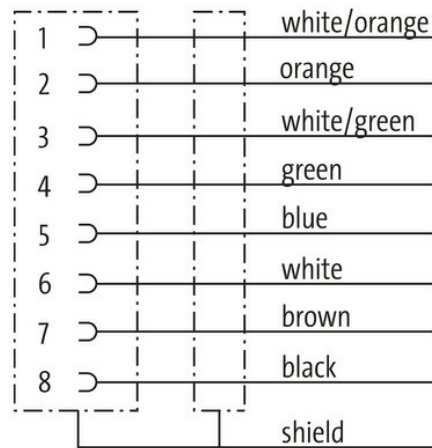 1 white/orange
2 orange
3 white/green
4 green
5 blue
6 white
7 brown
8 black
shield